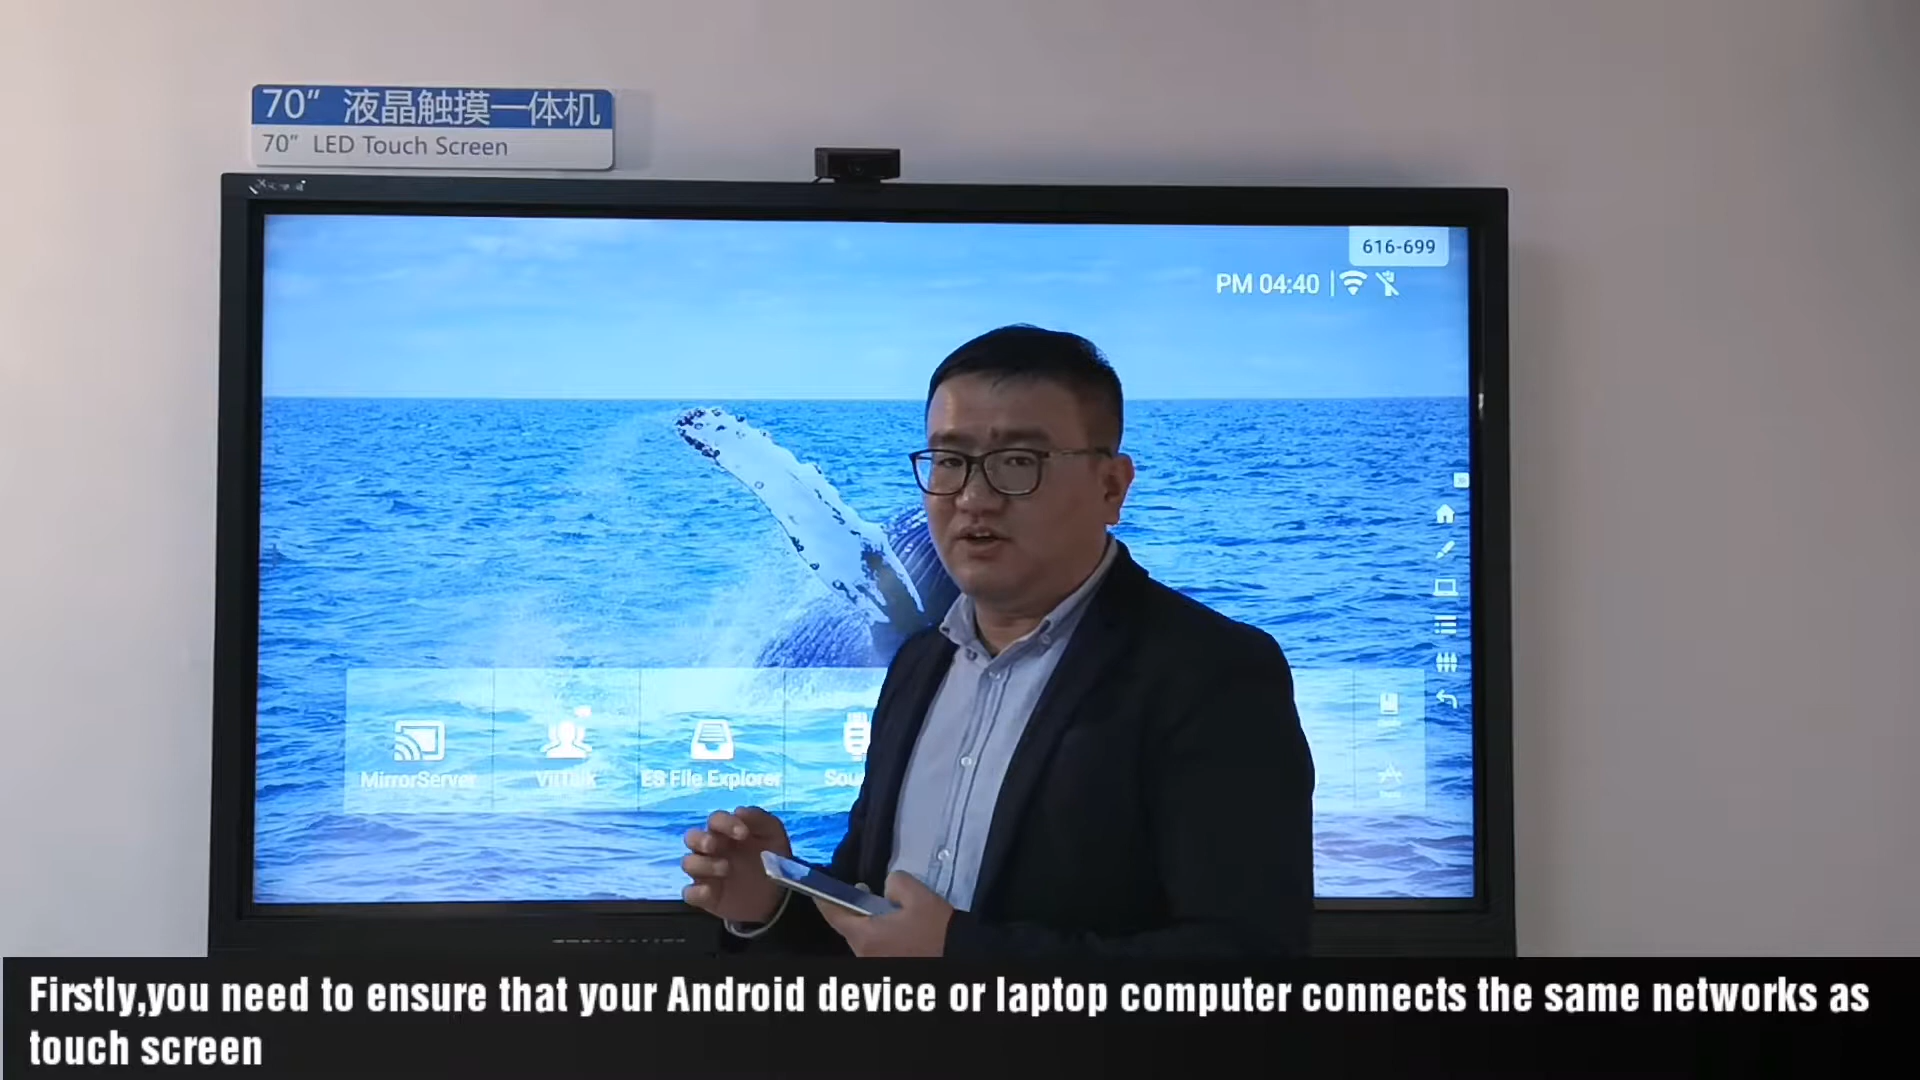 70" 液晶触摸一体机
70" LED Touch Screen
616-699
PM 04:40
MirrorServer
VitTalk
ES File Explorer
Firstly,you need to ensure that your Android device or laptop computer connects the same networks as
touch screen